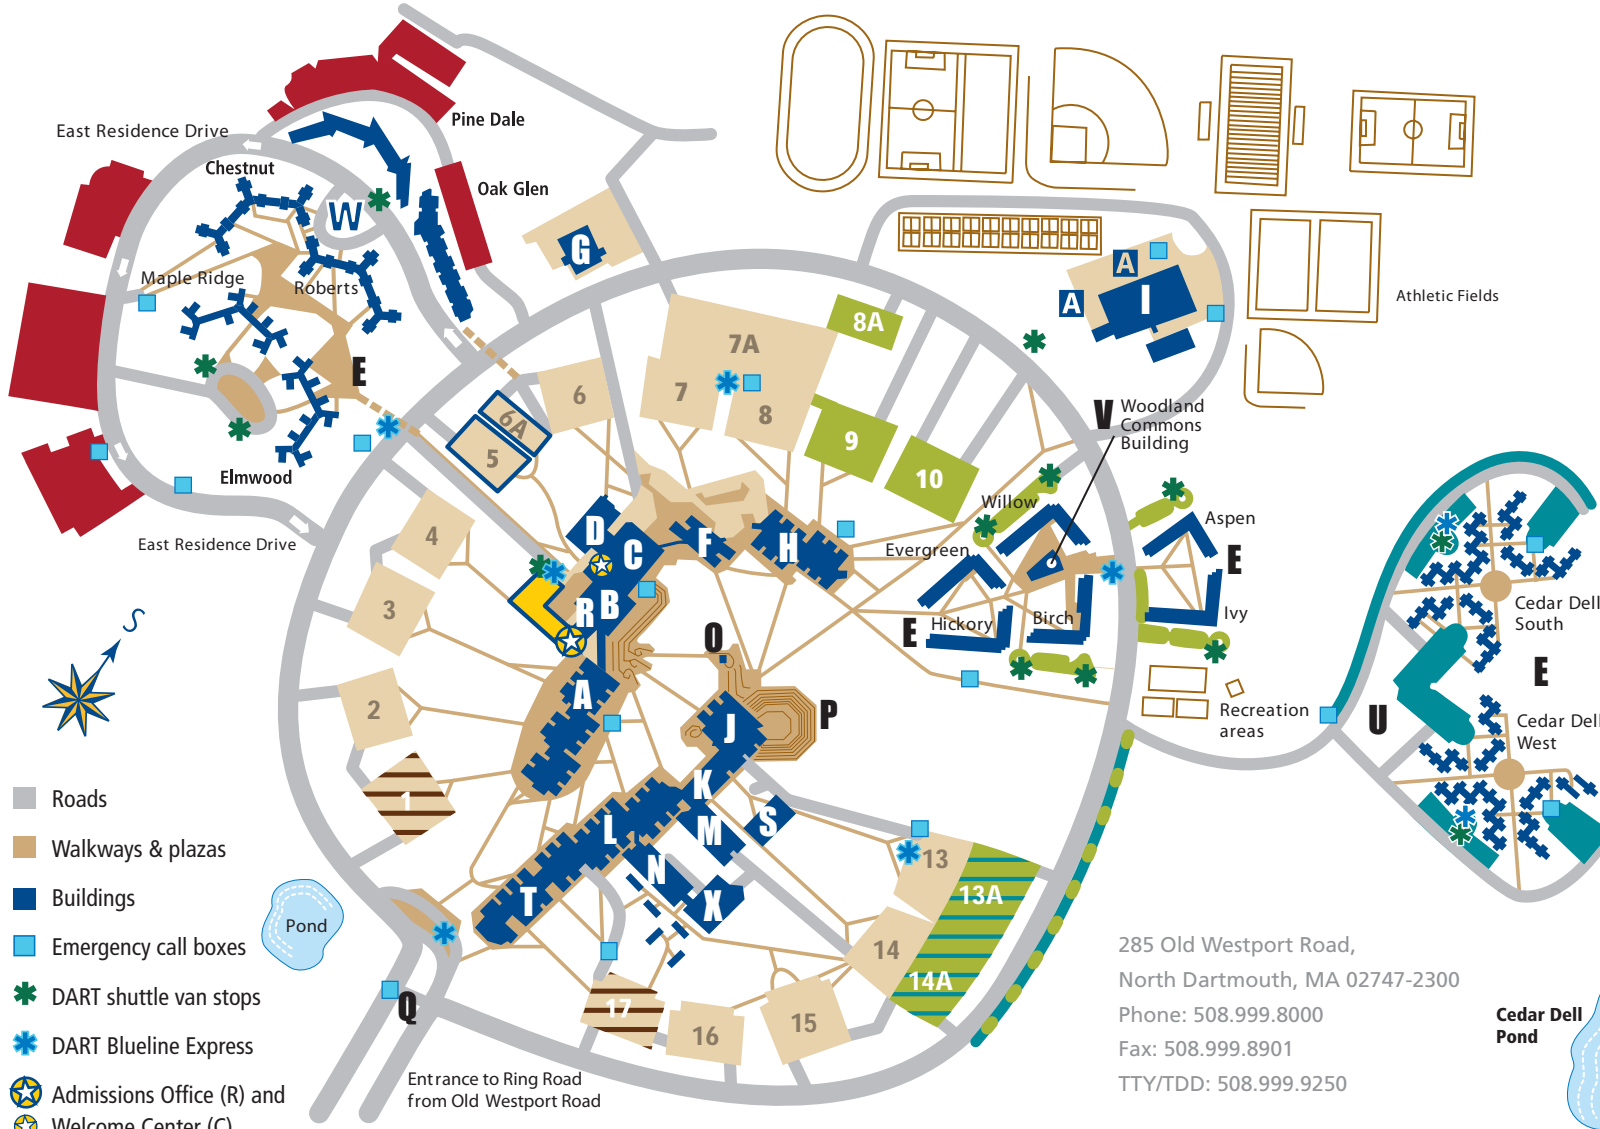 Pine Dale
East Residence Drive
Chestnut
Oak Glen
W
G
Maple Ridge
Roberts
E
Elmwood
East Residence Drive
A
A
I
Athletic Fields
8A
7A
7
8
6
6A
5
9
10
V
Woodland
Commons
Building
4
3
2
1
D
C
F
H
R
B
A
O
P
J
K
L
M
S
N
X
T
Willow
Evergreen
E
Hickory
Birch
Aspen
E
Ivy
Recreation
areas
U
Cedar Dell
South
E
Cedar Dell
West
13
13A
14
14A
15
16
17
Q
S
Roads
Walkways & plazas
Buildings
Emergency call boxes
DART shuttle van stops
DART Blueline Express
Admissions Office (R) and
Welcome Center (C)
Pond
Entrance to Ring Road
from Old Westport Road
285 Old Westport Road,
North Dartmouth, MA 02747-2300
Phone: 508.999.8000
Fax: 508.999.8901
TTY/TDD: 508.999.9250
Cedar Dell
Pond